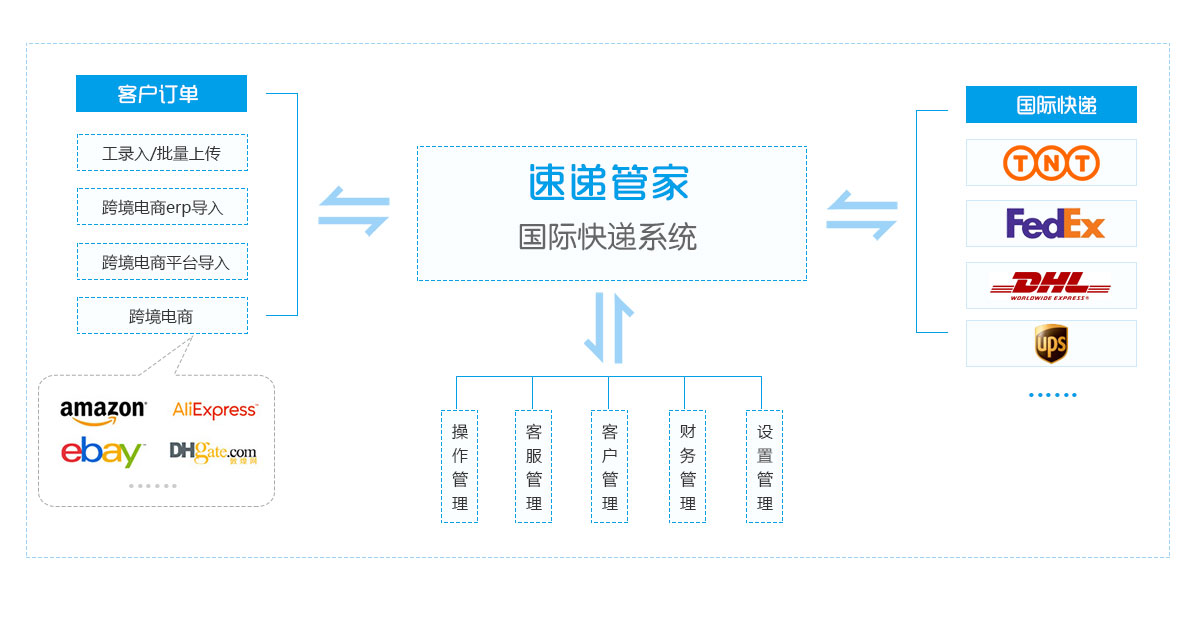 客户订单
工录入/批量上传
跨境电商erp导入
跨境电商平台导入
跨境电商
amazon
AliExpress™
ebay™
DHgate.com
敦煌网
......
速递管家
国际快递系统
操作管理
客服管理
客户管理
财务管理
设置管理
国际快递
TNT
FedEx
DHL
WORLDWIDE EXPRESS®
ups
......